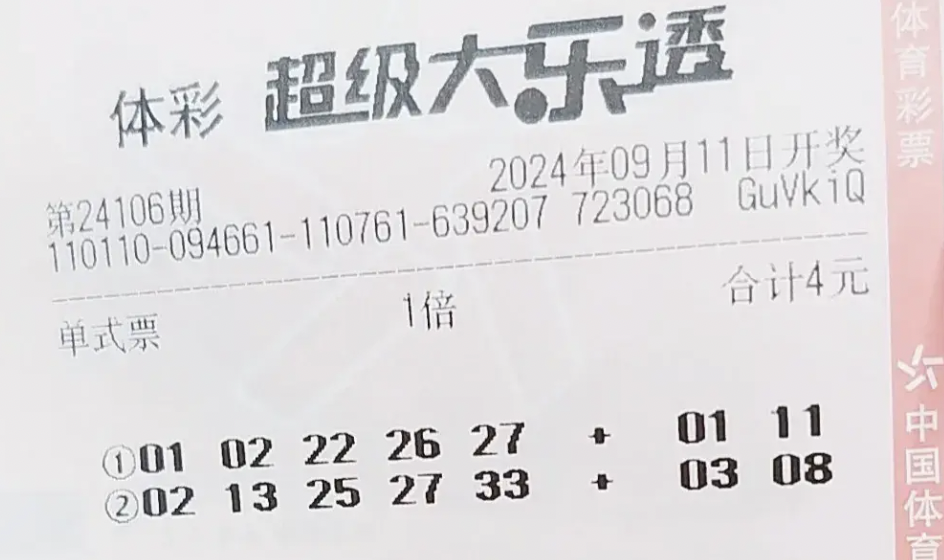 体彩 超级大乐透
第24106期 2024年09月11日开奖
110110-094661-110761-639207 723068 GuVkiQ
单式票 1倍 合计4元
①01 02 22 26 27 + 01 11
②02 13 25 27 33 + 03 08
体育彩票
中国体育